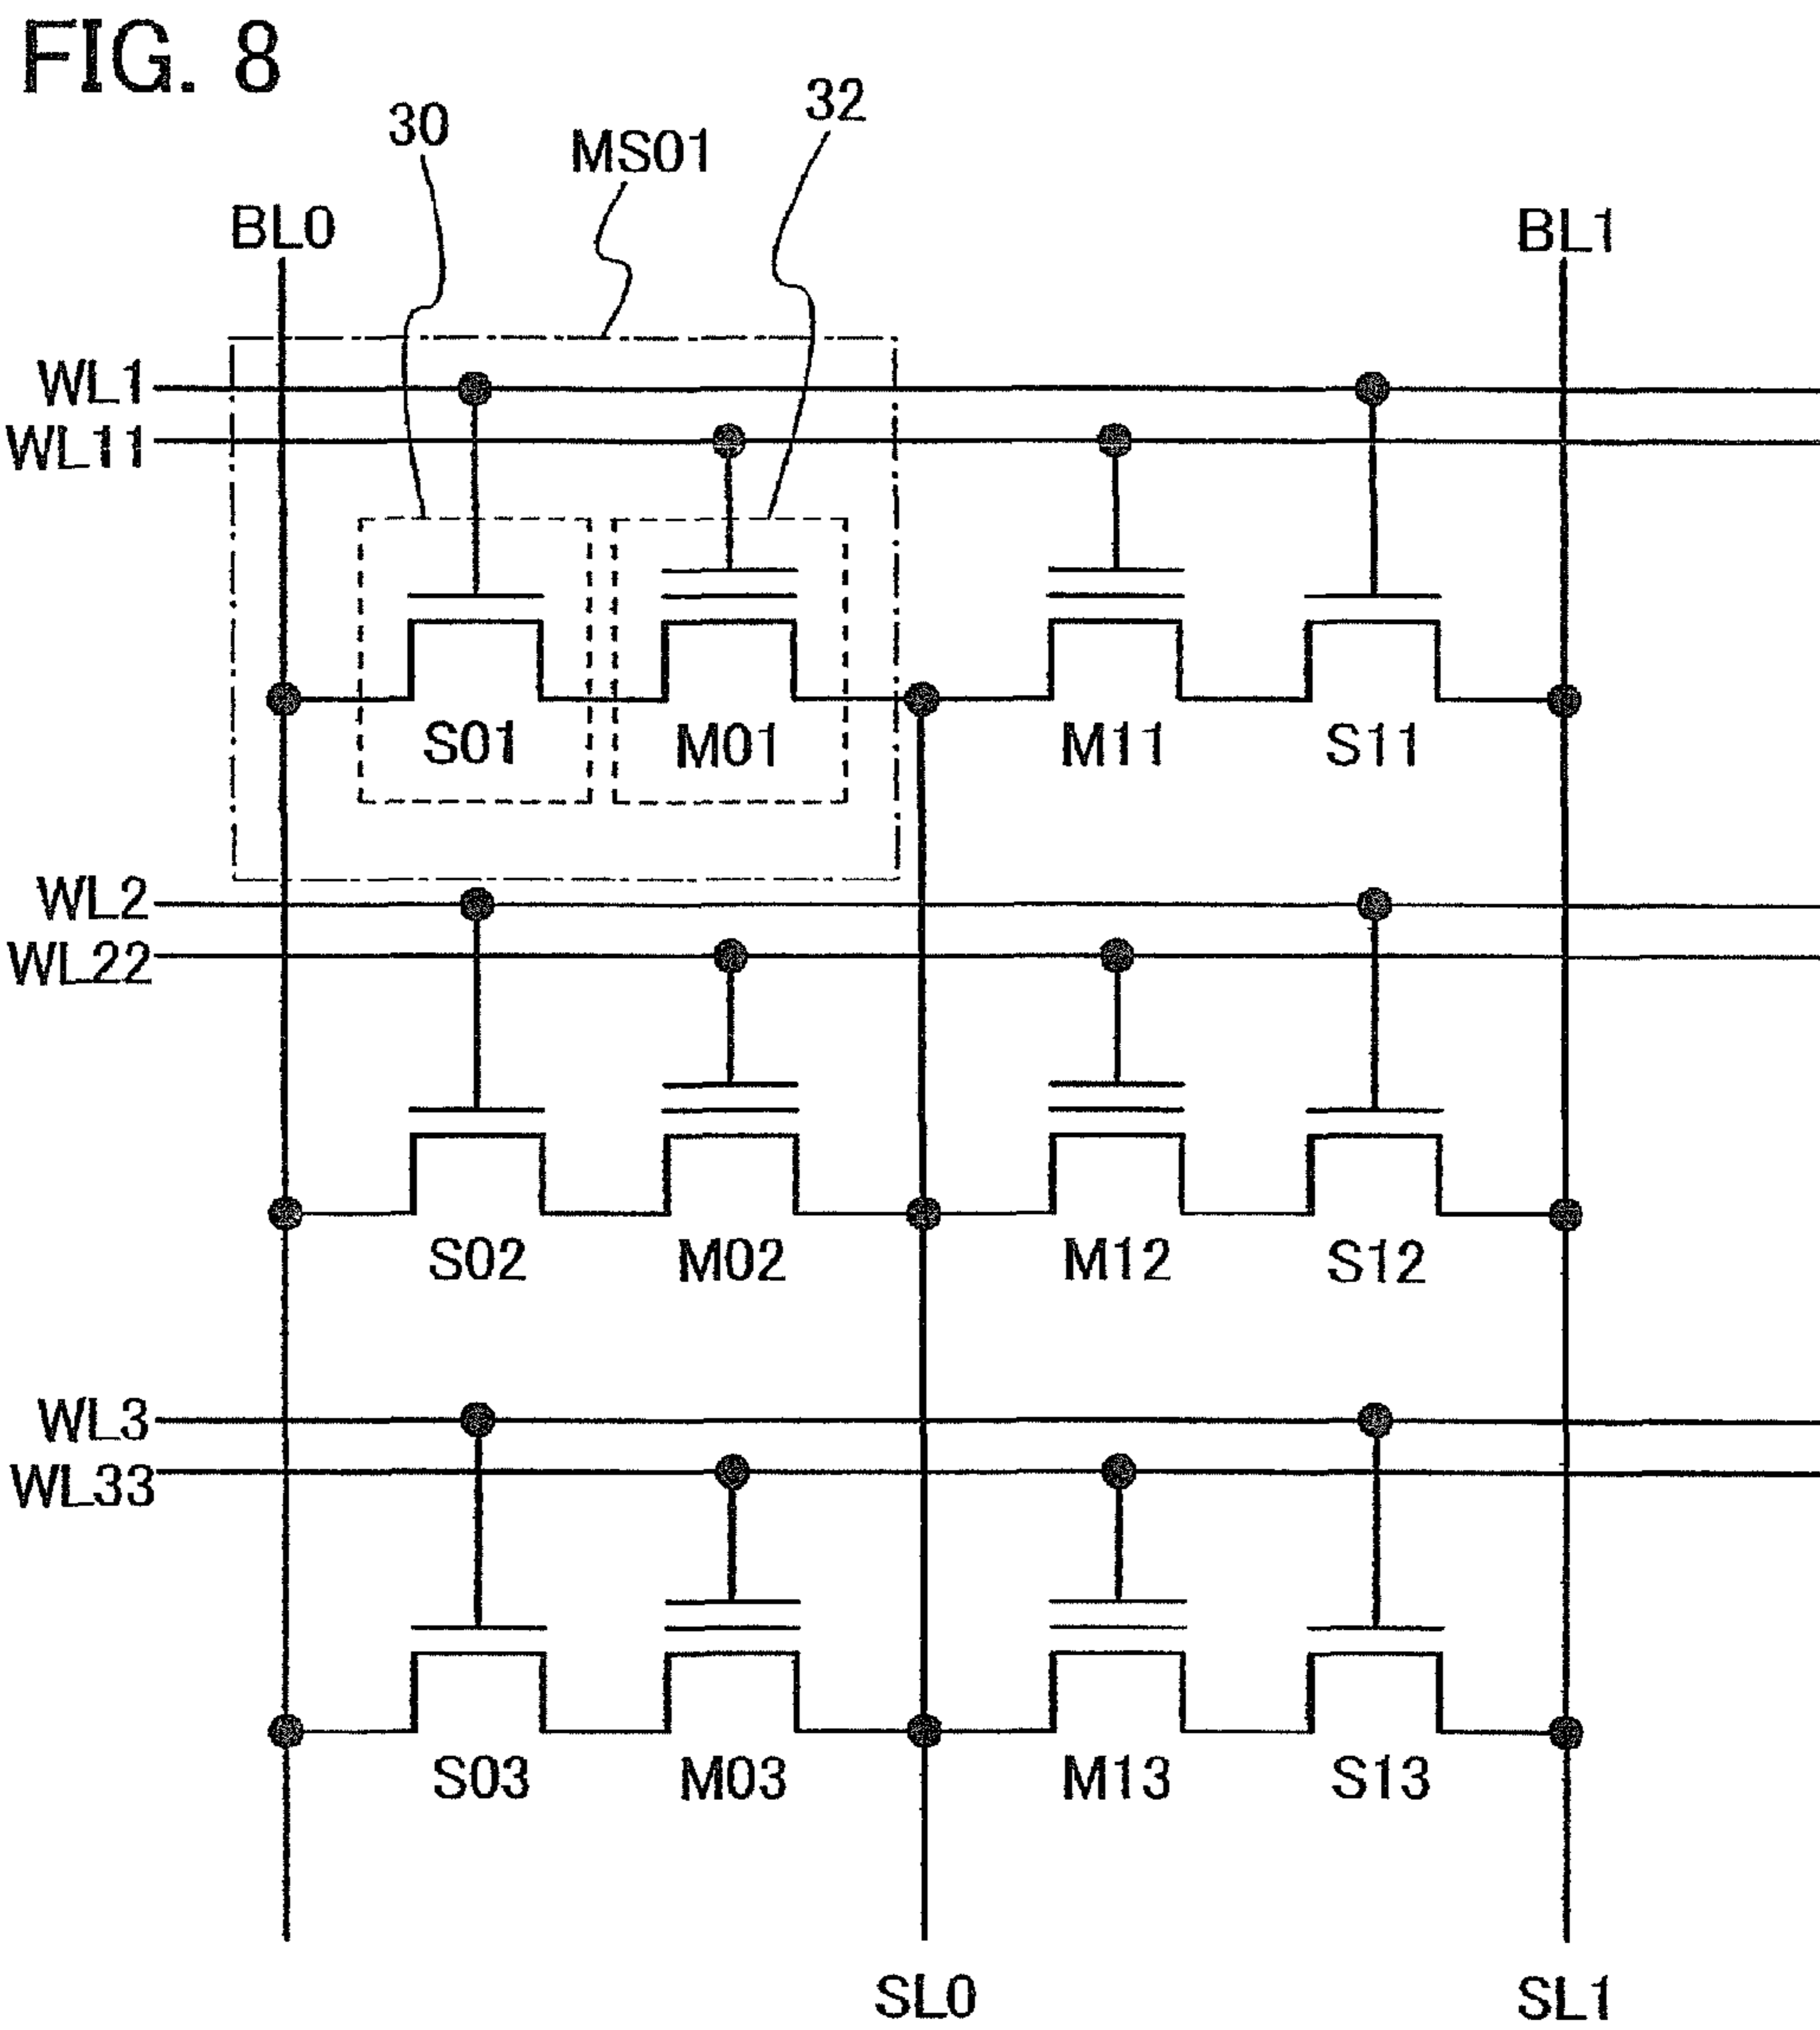 FIG. 8
30 MS01 32
BL0 BL1
WL1
WL11
S01 M01 M11 S11
WL2
WL22
S02 M02 M12 S12
WL3
WL33
S03 M03 M13 S13
SL0 SL1